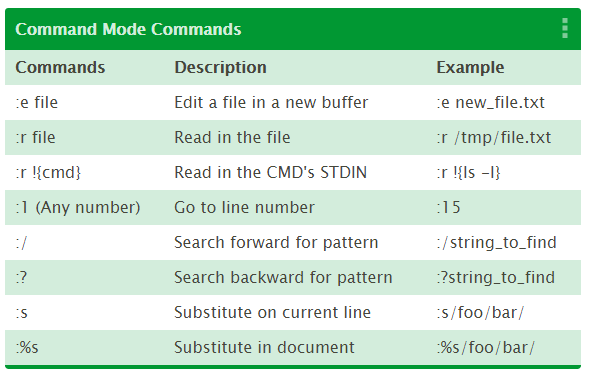 Command Mode Commands
Commands Description Example
:e file Edit a file in a new buffer :e new_file.txt
:r file Read in the file :r /tmp/file.txt
:r !{cmd} Read in the CMD's STDIN :r !{ls -l}
:1 (Any number) Go to line number :15
:/ Search forward for pattern :/string_to_find
:? Search backward for pattern :?string_to_find
:s Substitute on current line :s/foo/bar/
:%s Substitute in document :%s/foo/bar/